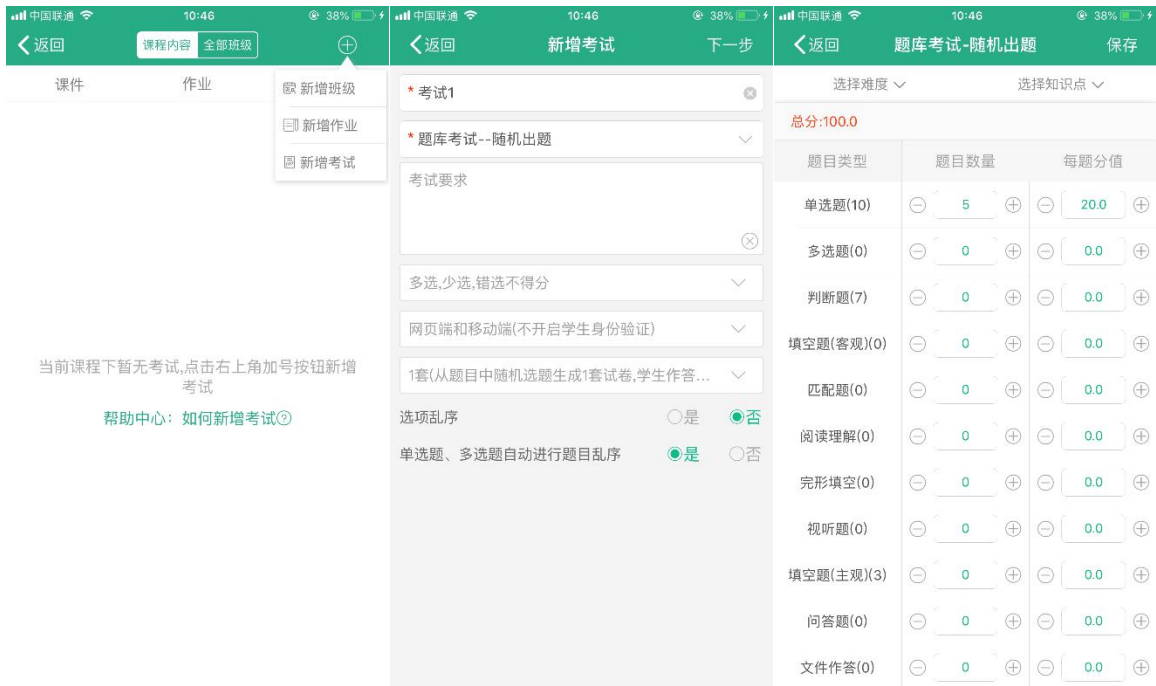 中国联通 10:46 38%
返回 课程内容 全部班级
课件 作业
新增班级
新增作业
新增考试
当前课程下暂无考试,点击右上角加号按钮新增
考试
帮助中心：如何新增考试?
中国联通 10:46 38%
返回 新增考试 下一步
* 考试1
* 题库考试--随机出题
考试要求
多选,少选,错选不得分
网页端和移动端(不开启学生身份验证)
1套(从题目中随机选题生成1套试卷,学生作答...
选项乱序 是 否
单选题、多选题自动进行题目乱序 是 否
中国联通 10:46 38%
返回 题库考试-随机出题 保存
选择难度 选择知识点
总分:100.0
题目类型 题目数量 每题分值
单选题(10) 5 20.0
多选题(0) 0 0.0
判断题(7) 0 0.0
填空题(客观)(0) 0 0.0
匹配题(0) 0 0.0
阅读理解(0) 0 0.0
完形填空(0) 0 0.0
视听题(0) 0 0.0
填空题(主观)(3) 0 0.0
问答题(0) 0 0.0
文件作答(0) 0 0.0